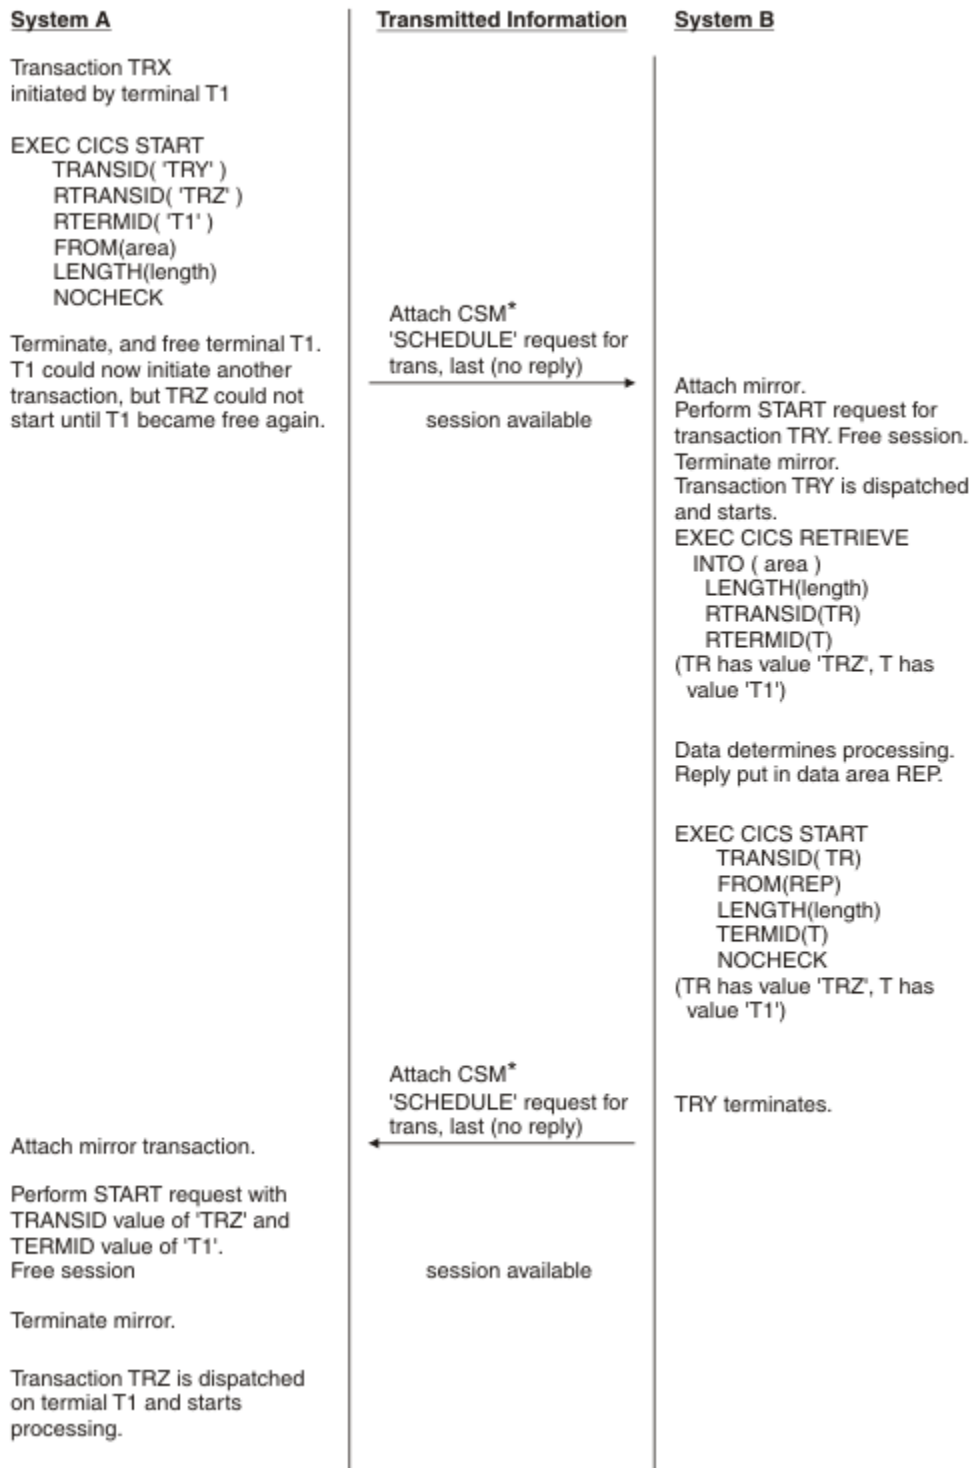 System A
Transmitted Information
System B
Transaction TRX
initiated by terminal T1
EXEC CICS START
TRANSID( 'TRY' )
RTRANSID( 'TRZ' )
RTERMID( 'T1' )
FROM(area)
LENGTH(length)
NOCHECK
Attach CSM*
'SCHEDULE' request for
trans, last (no reply)
Terminate, and free terminal T1.
T1 could now initiate another
transaction, but TRZ could not
start until T1 became free again.
session available
Attach mirror.
Perform START request for
transaction TRY. Free session.
Terminate mirror.
Transaction TRY is dispatched
and starts.
EXEC CICS RETRIEVE
INTO ( area )
LENGTH(length)
RTRANSID(TR)
RTERMID(T)
(TR has value 'TRZ', T has
value 'T1')
Data determines processing.
Reply put in data area REP.
EXEC CICS START
TRANSID( TR)
FROM(REP)
LENGTH(length)
TERMID(T)
NOCHECK
(TR has value 'TRZ', T has
value 'T1')
Attach CSM*
'SCHEDULE' request for
trans, last (no reply)
TRY terminates.
Attach mirror transaction.
Perform START request with
TRANSID value of 'TRZ' and
TERMID value of 'T1'.
Free session
session available
Terminate mirror.
Transaction TRZ is dispatched
on termial T1 and starts
processing.